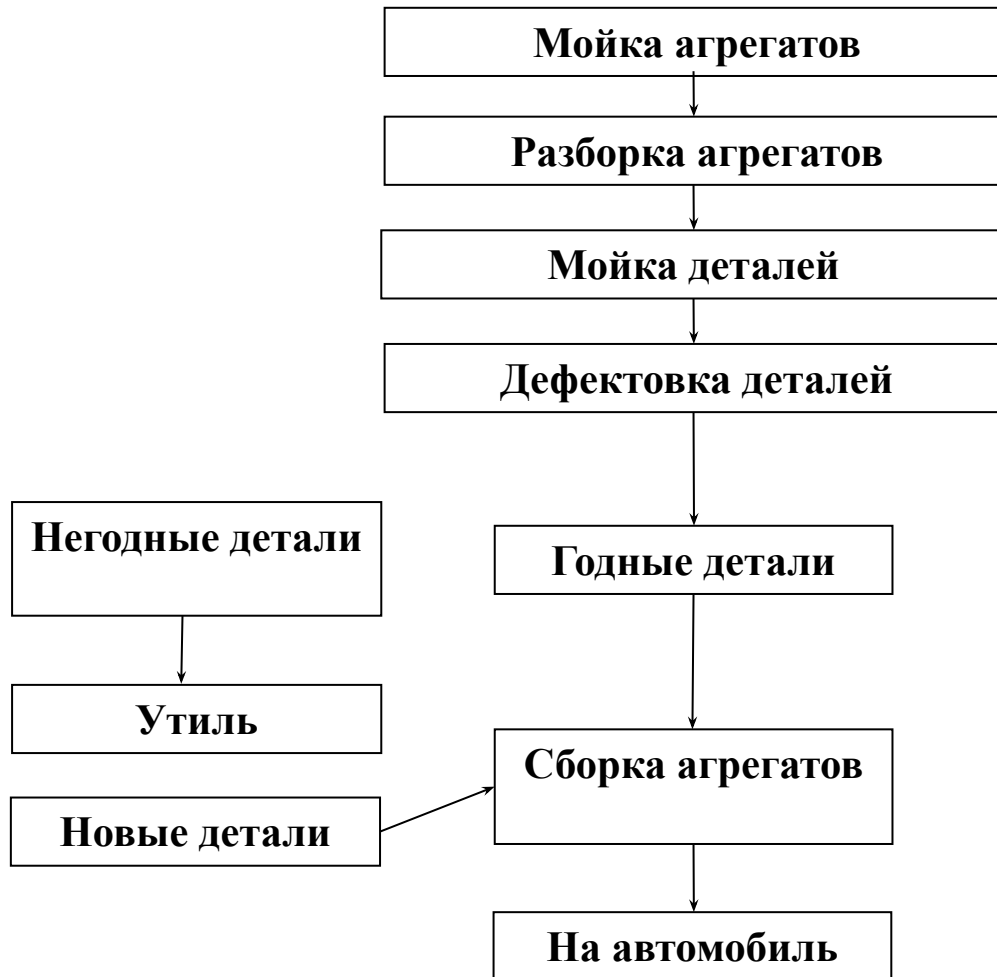 Мойка агрегатов
Разборка агрегатов
Мойка деталей
Дефектовка деталей
Негодные детали
Годные детали
Утиль
Сборка агрегатов
Новые детали
На автомобиль